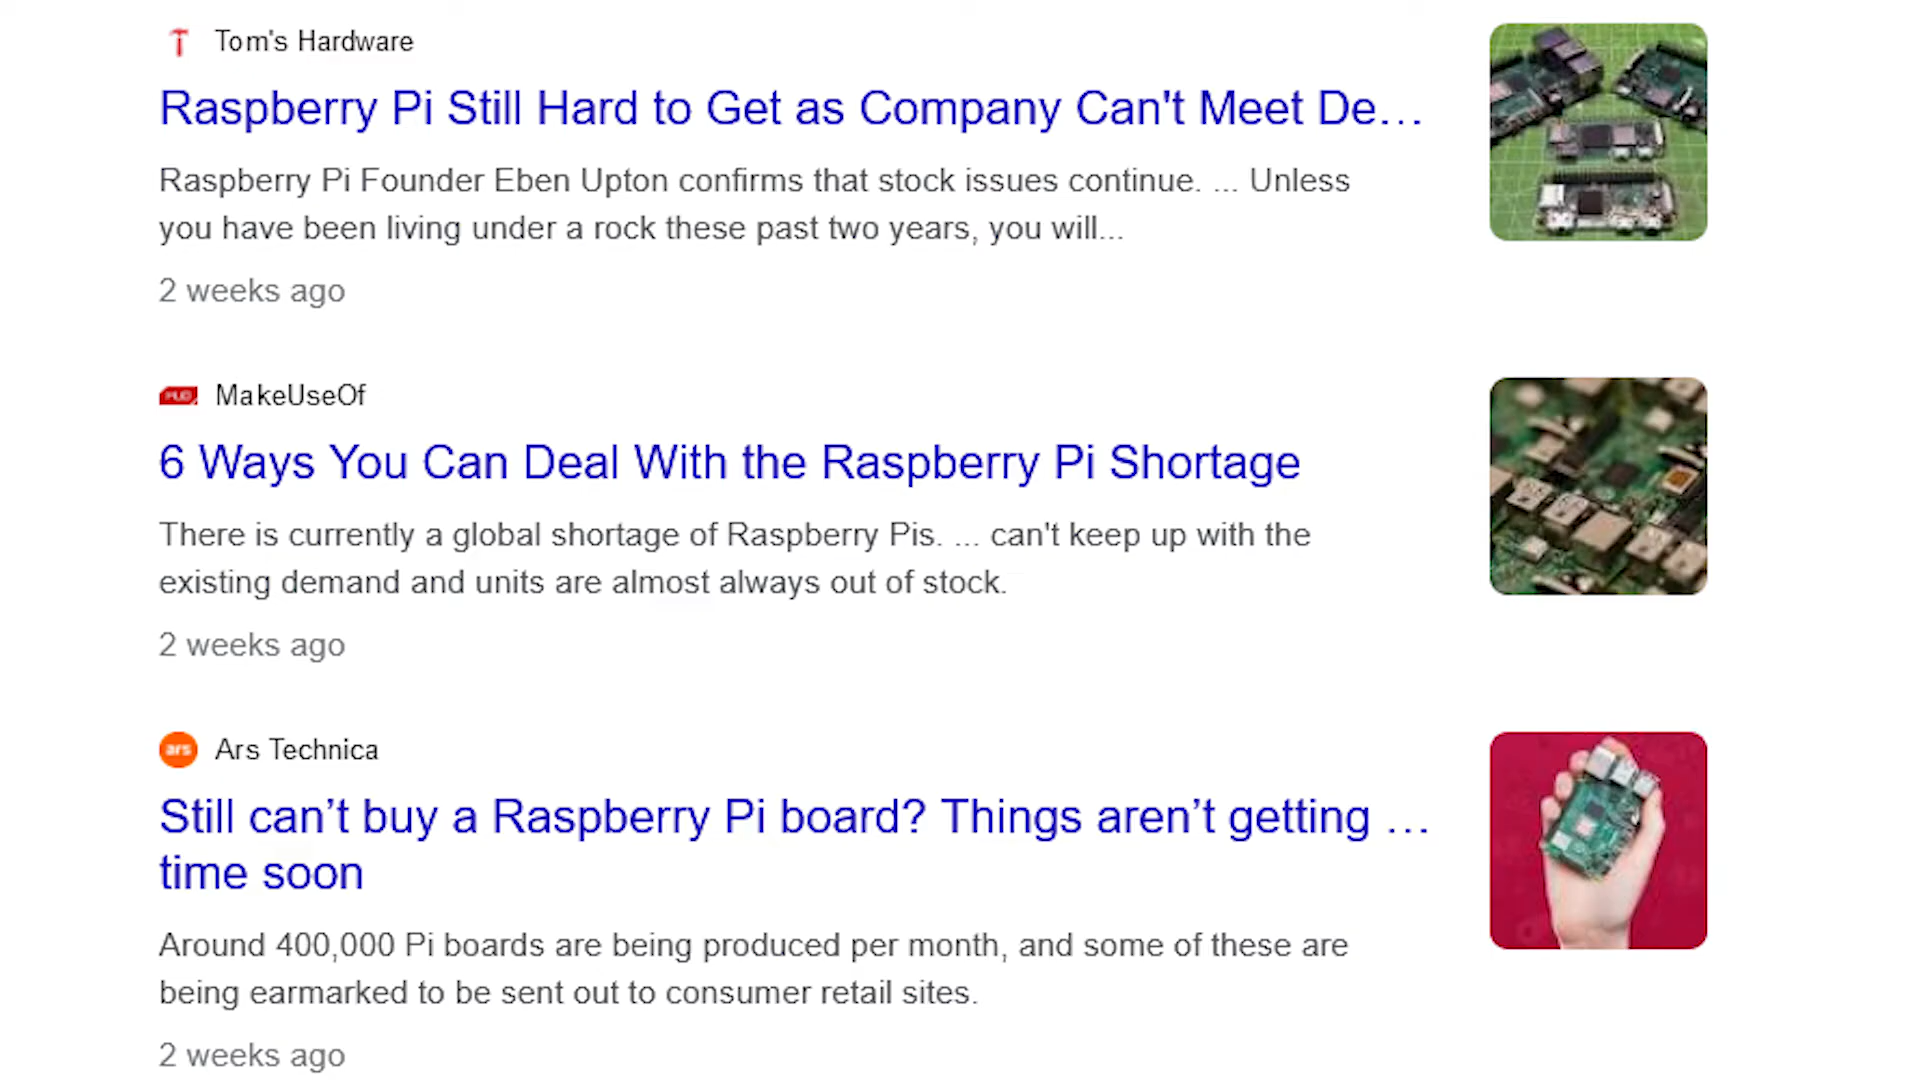 Tom's Hardware
Raspberry Pi Still Hard to Get as Company Can't Meet De...
Raspberry Pi Founder Eben Upton confirms that stock issues continue. ... Unless
you have been living under a rock these past two years, you will...
2 weeks ago
MakeUseOf
6 Ways You Can Deal With the Raspberry Pi Shortage
There is currently a global shortage of Raspberry Pis. ... can't keep up with the
existing demand and units are almost always out of stock.
2 weeks ago
ars Ars Technica
Still can’t buy a Raspberry Pi board? Things aren’t getting ...
time soon
Around 400,000 Pi boards are being produced per month, and some of these are
being earmarked to be sent out to consumer retail sites.
2 weeks ago